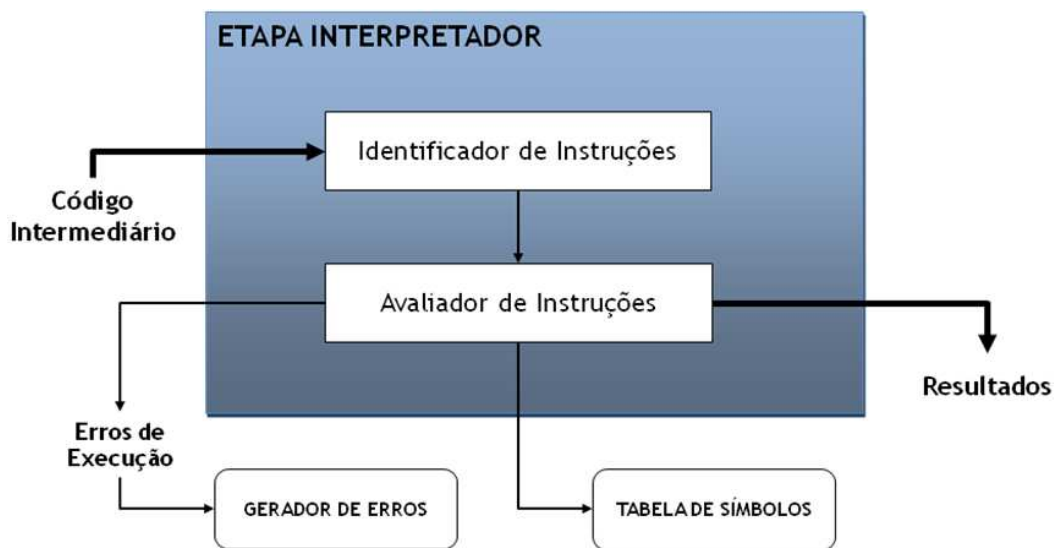 ETAPA INTERPRETADOR
Identificador de Instruções
Código
Intermediário
Avaliador de Instruções
Resultados
Erros de
Execução
GERADOR DE ERROS
TABELA DE SÍMBOLOS